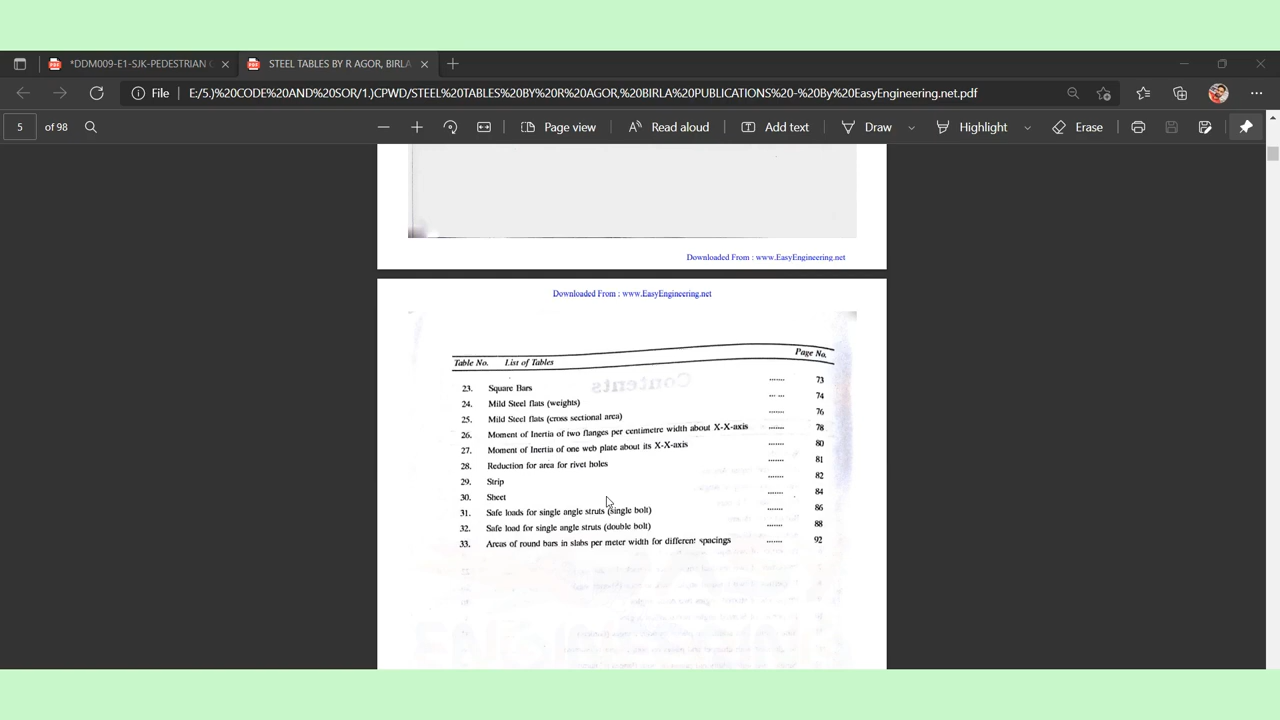 *DDM009-E1-SJK-PEDESTRIAN
STEEL TABLES BY R AGOR, BIRLA
File E:/5.)%20CODE%20AND%20SOR/1.)CPWD/STEEL%20TABLES%20BY%20R%20AGOR,%20BIRLA%20PUBLICATIONS%20-%20By%20EasyEngineering.net.pdf
5 of 98 Page view Read aloud Add text Draw Highlight Erase
Downloaded From : www.EasyEngineering.net
Downloaded From : www.EasyEngineering.net
Table No. List of Tables Page No.
23. Square Bars ....... 73
24. Mild Steel flats (weights) ... ... 74
25. Mild Steel flats (cross sectional area) ....... 76
26. Moment of Inertia of two flanges per centimetre width about X-X-axis ....... 78
27. Moment of Inertia of one web plate about its X-X-axis ....... 80
28. Reduction for area for rivet holes ....... 81
29. Strip ....... 82
30. Sheet ....... 84
31. Safe loads for single angle struts (single bolt) ....... 86
32. Safe load for single angle struts (double bolt) ....... 88
33. Areas of round bars in slabs per meter width for different spacings ....... 92